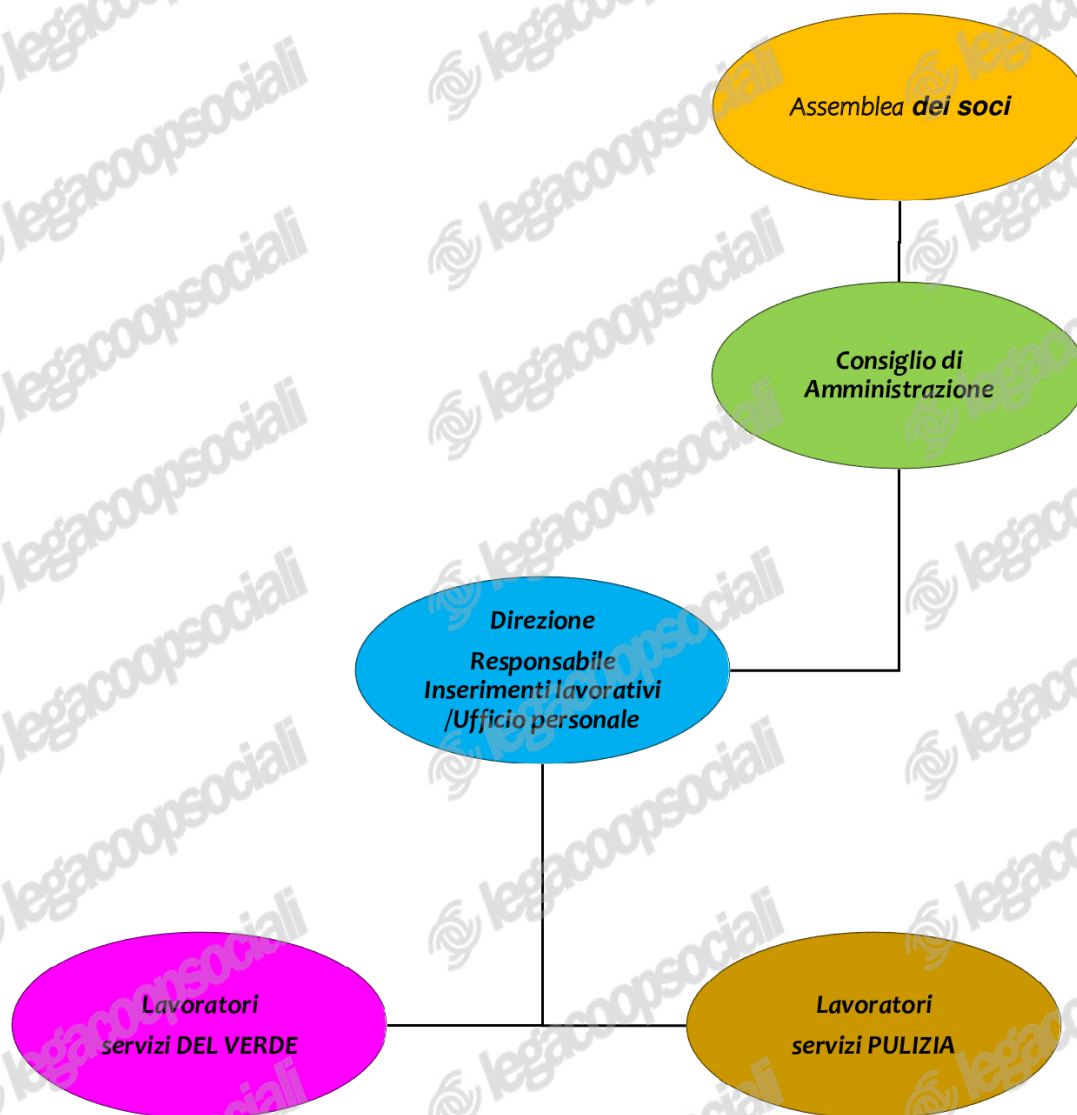 Assemblea dei soci
Consiglio di
Amministrazione
Direzione
Responsabile
Inserimenti lavorativi
/Ufficio personale
Lavoratori
servizi DEL VERDE
Lavoratori
servizi PULIZIA
legacoopsociali